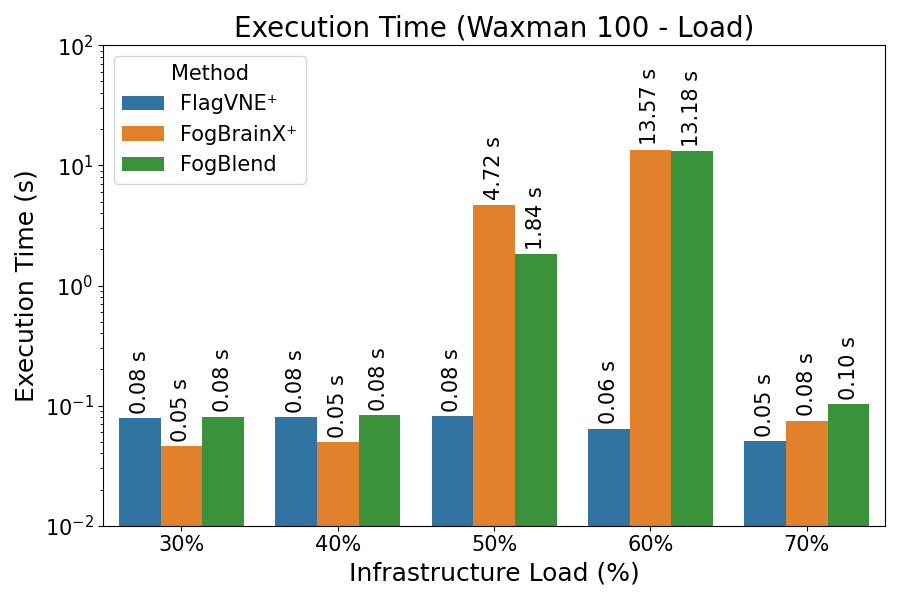 Execution Time (Waxman 100 - Load)
Execution Time (s)
10²
10¹
10⁰
10⁻¹
10⁻²
Method
FlagVNE⁺
FogBrainX⁺
FogBlend
0.08 s
0.05 s
0.08 s
0.08 s
0.05 s
0.08 s
0.08 s
4.72 s
1.84 s
0.06 s
13.57 s
13.18 s
0.05 s
0.08 s
0.10 s
30%
40%
50%
60%
70%
Infrastructure Load (%)